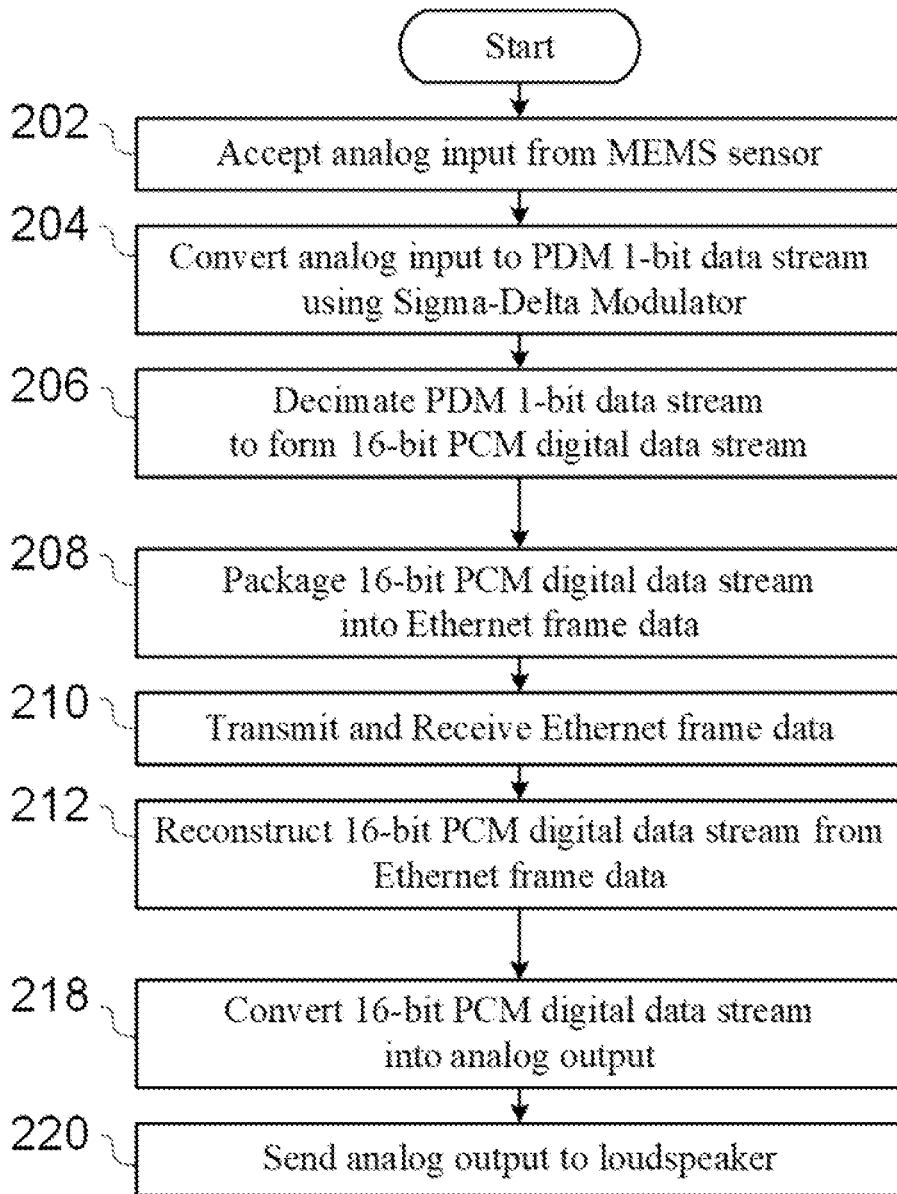 Start
202
Accept analog input from MEMS sensor
204
Convert analog input to PDM 1-bit data stream
using Sigma-Delta Modulator
206
Decimate PDM 1-bit data stream
to form 16-bit PCM digital data stream
208
Package 16-bit PCM digital data stream
into Ethernet frame data
210
Transmit and Receive Ethernet frame data
212
Reconstruct 16-bit PCM digital data stream from
Ethernet frame data
218
Convert 16-bit PCM digital data stream
into analog output
220
Send analog output to loudspeaker